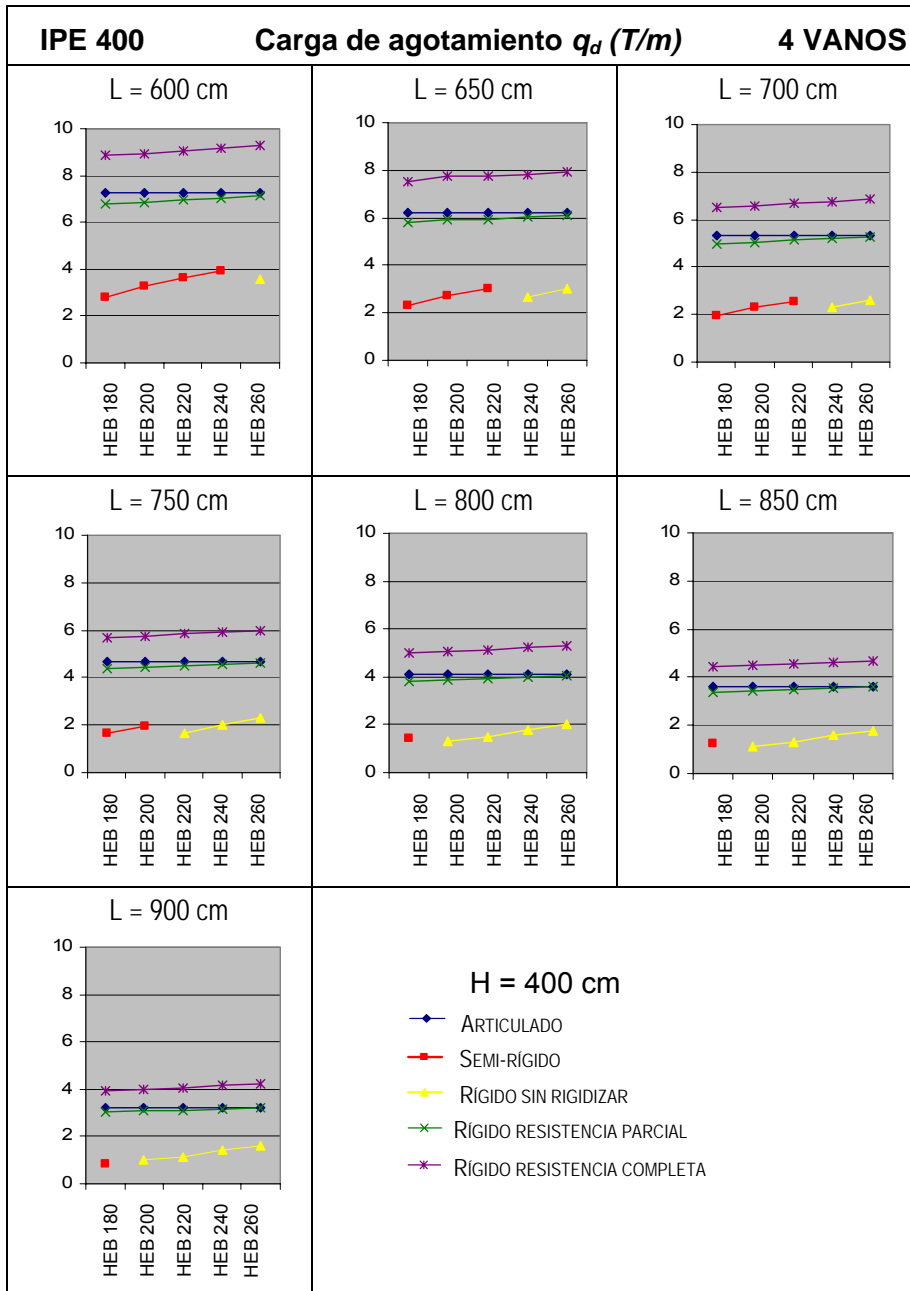 IPE 400 Carga de agotamiento qd (T/m) 4 VANOS
L = 600 cm
10
8
6
4
2
0
HEB 180
HEB 200
HEB 220
HEB 240
HEB 260
L = 650 cm
10
8
6
4
2
0
HEB 180
HEB 200
HEB 220
HEB 240
HEB 260
L = 700 cm
10
8
6
4
2
0
HEB 180
HEB 200
HEB 220
HEB 240
HEB 260
L = 750 cm
10
8
6
4
2
0
HEB 180
HEB 200
HEB 220
HEB 240
HEB 260
L = 800 cm
10
8
6
4
2
0
HEB 180
HEB 200
HEB 220
HEB 240
HEB 260
L = 850 cm
10
8
6
4
2
0
HEB 180
HEB 200
HEB 220
HEB 240
HEB 260
L = 900 cm
10
8
6
4
2
0
HEB 180
HEB 200
HEB 220
HEB 240
HEB 260
H = 400 cm
ARTICULADO
SEMI-RÍGIDO
RÍGIDO SIN RIGIDIZAR
RÍGIDO RESISTENCIA PARCIAL
RÍGIDO RESISTENCIA COMPLETA